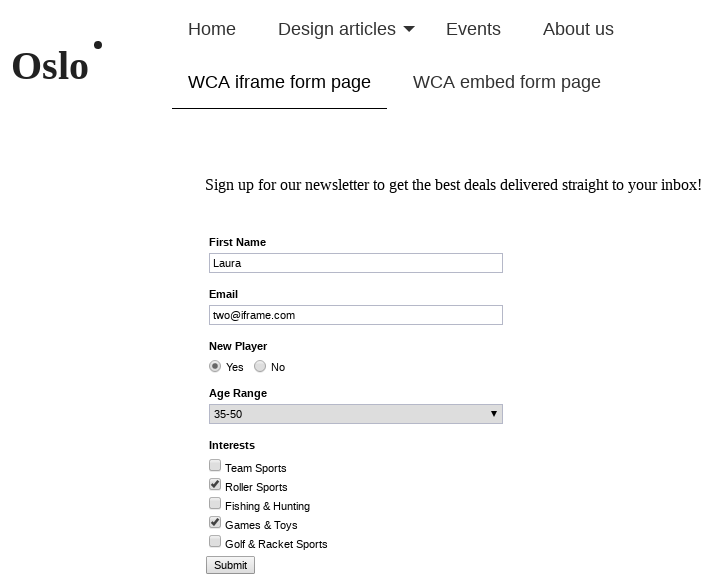 Home Design articles Events About us
Oslo
WCA iframe form page WCA embed form page
Sign up for our newsletter to get the best deals delivered straight to your inbox!
First Name
Laura
Email
two@iframe.com
New Player
Yes No
Age Range
35-50
Interests
Team Sports
Roller Sports
Fishing & Hunting
Games & Toys
Golf & Racket Sports
Submit